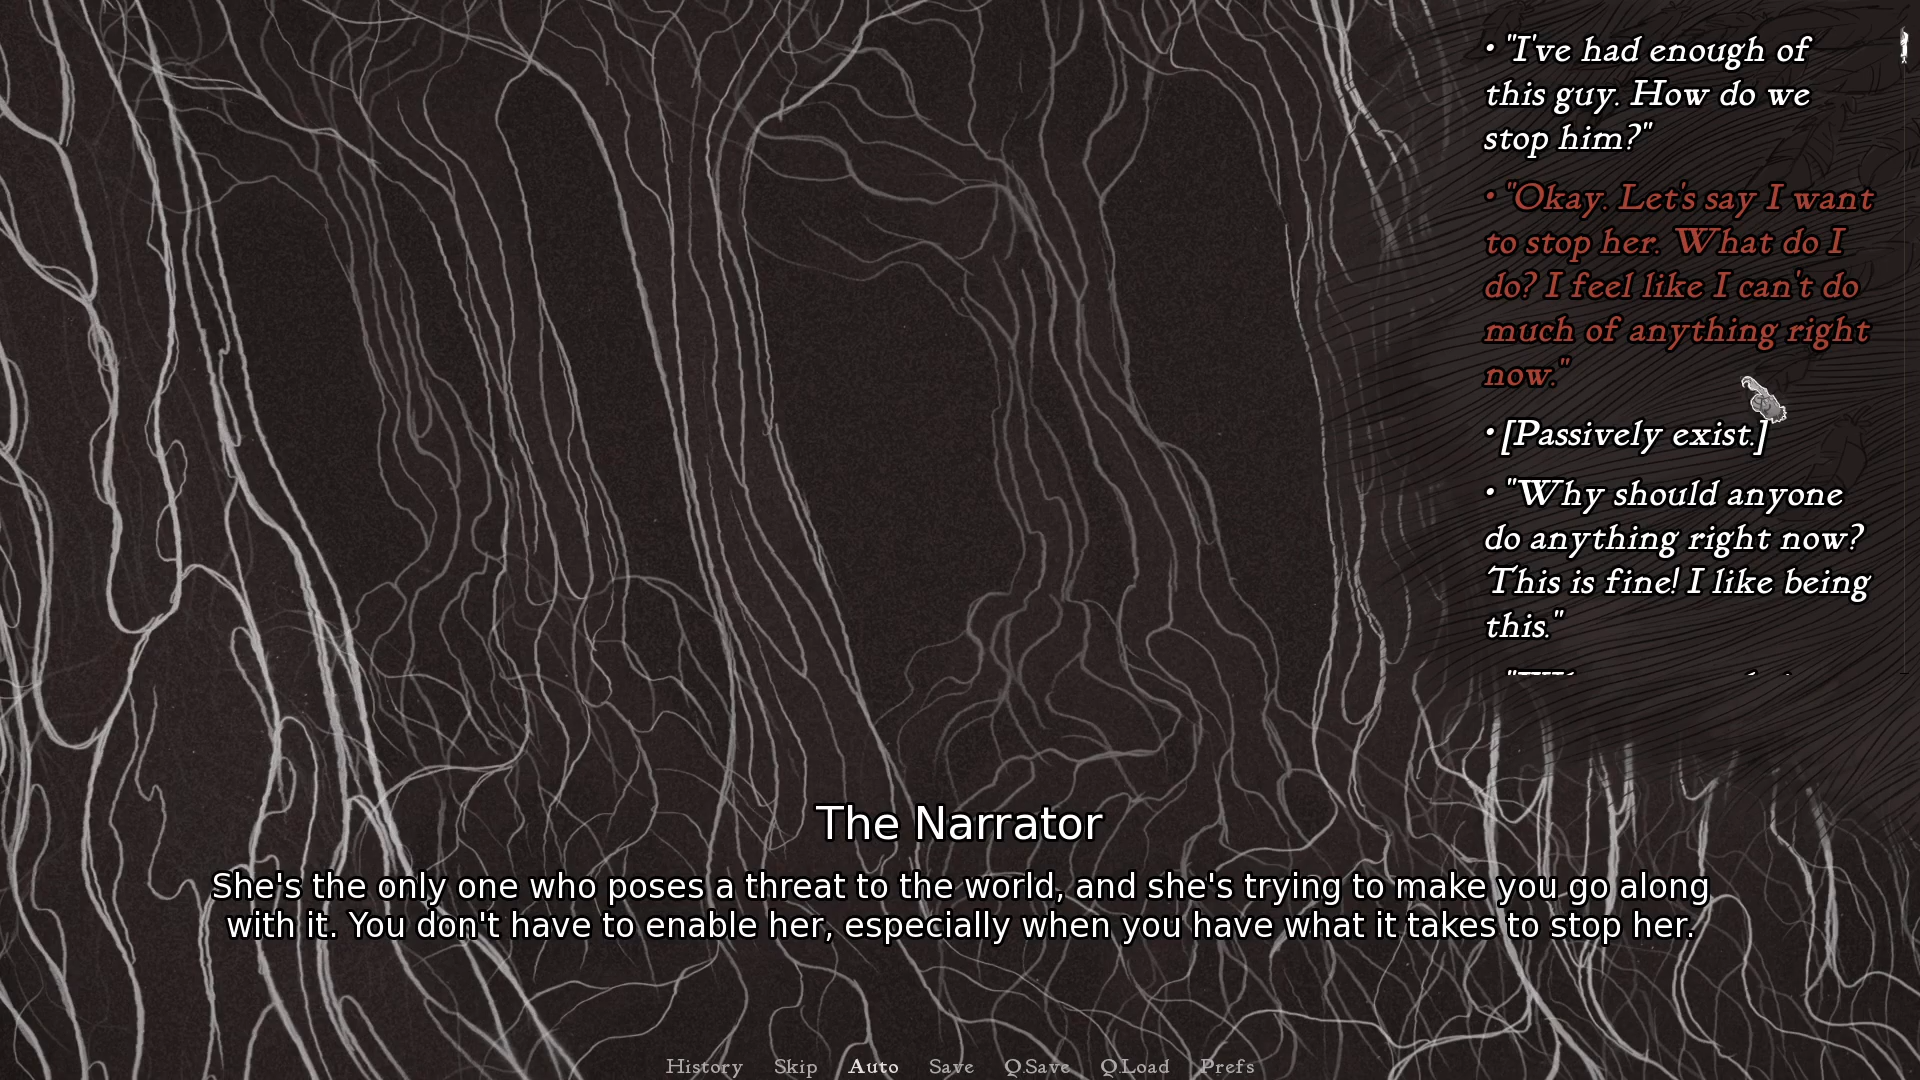 • "I've had enough of
this guy. How do we
stop him?"
• "Okay. Let's say I want
to stop her. What do I
do? I feel like I can't do
much of anything right
now."
• [Passively exist.]
• "Why should anyone
do anything right now?
This is fine! I like being
this."
The Narrator
She's the only one who poses a threat to the world, and she's trying to make you go along
with it. You don't have to enable her, especially when you have what it takes to stop her.
History Skip Auto Save Q.Save Q.Load Prefs